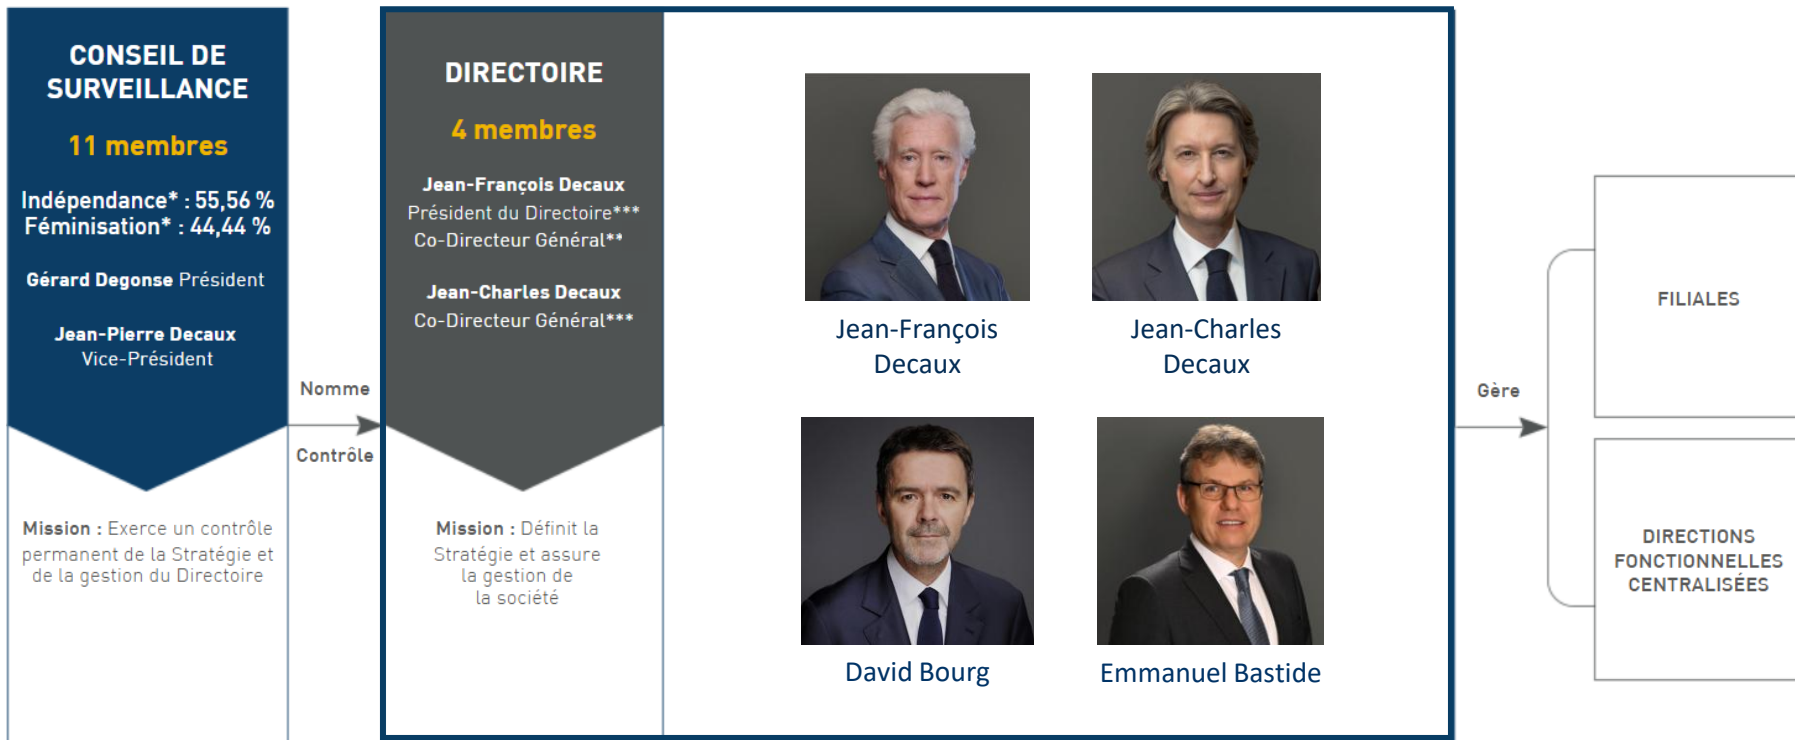 CONSEIL DE
SURVEILLANCE
11 membres
Indépendance* : 55,56 %
Féminisation* : 44,44 %
Gérard Degonse Président
Jean-Pierre Decaux
Vice-Président
Mission : Exerce un contrôle
permanent de la Stratégie et
de la gestion du Directoire
Nomme
Contrôle
DIRECTOIRE
4 membres
Jean-François Decaux
Président du Directoire***
Co-Directeur Général**
Jean-Charles Decaux
Co-Directeur Général***
Mission : Définit la
Stratégie et assure
la gestion de
la société
Jean-François
Decaux
Jean-Charles
Decaux
David Bourg
Emmanuel Bastide
Gère
FILIALES
DIRECTIONS
FONCTIONNELLES
CENTRALISÉES